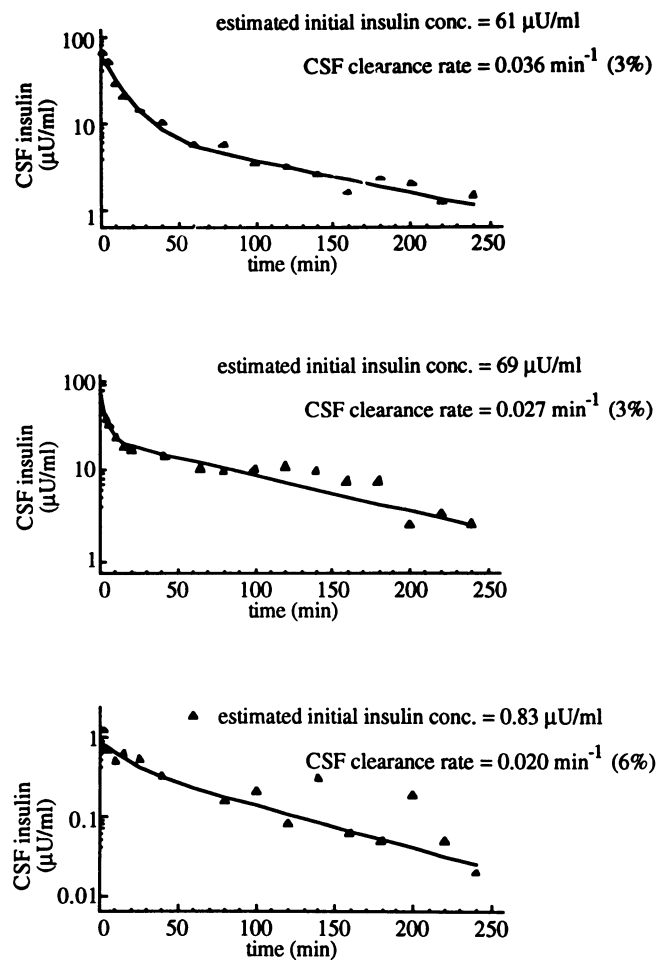 estimated initial insulin conc. = 61 μU/ml
CSF clearance rate = 0.036 min-1 (3%)
CSF insulin
(μU/ml)
100
10
1
0 50 100 150 200 250
time (min)
estimated initial insulin conc. = 69 μU/ml
CSF clearance rate = 0.027 min-1 (3%)
CSF insulin
(μU/ml)
100
10
1
0 50 100 150 200 250
time (min)
estimated initial insulin conc. = 0.83 μU/ml
CSF clearance rate = 0.020 min-1 (6%)
CSF insulin
(μU/ml)
1
0.1
0.01
0 50 100 150 200 250
time (min)